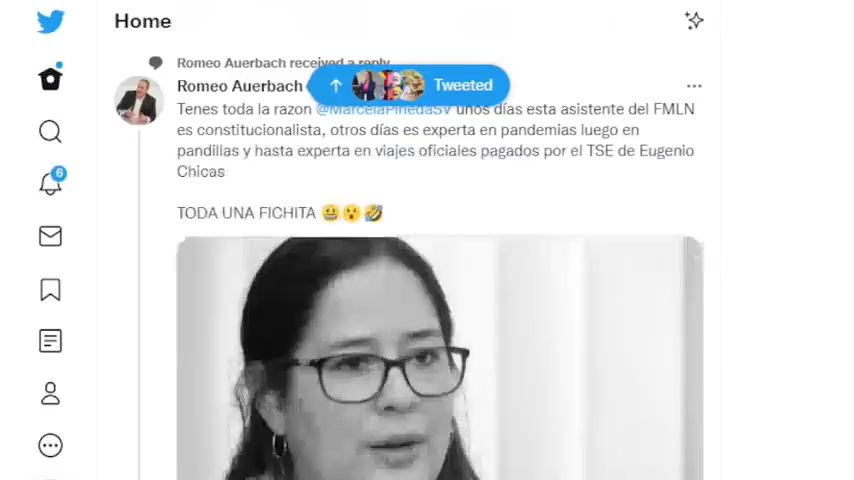 Home
Romeo Auerbach received a reply
Romeo Auerbach
Tweeted
Tenes toda la razon @MarcelaPinedaSV unos días esta asistente del FMLN
es constitucionalista, otros días es experta en pandemias luego en
pandillas y hasta experta en viajes oficiales pagados por el TSE de Eugenio
Chicas
TODA UNA FICHITA 😀😯🤣
6